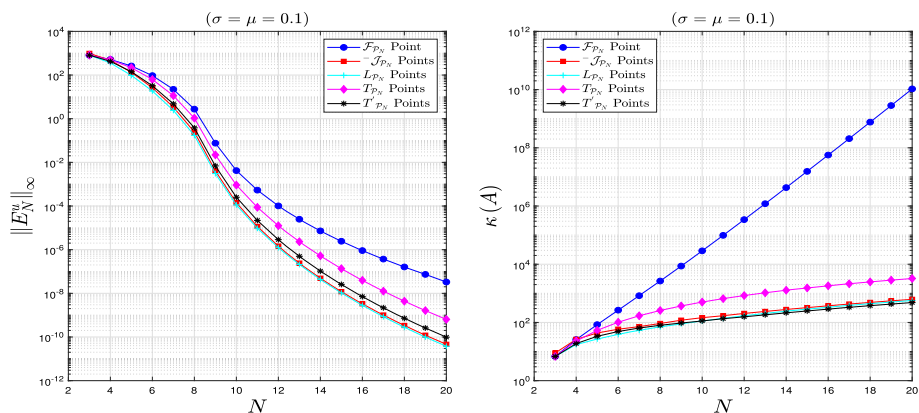 (σ = μ = 0.1)
10^4
10^2
10^0
10^-2
10^-4
10^-6
10^-8
10^-10
10^-12
‖E_N^u‖_∞
2 4 6 8 10 12 14 16 18 20
N
F_{P_N} Point
⁻J_{P_N} Points
L_{P_N} Points
T_{P_N} Points
T'_{P_N} Points
(σ = μ = 0.1)
10^12
10^10
10^8
10^6
10^4
10^2
10^0
κ (A)
2 4 6 8 10 12 14 16 18 20
N
F_{P_N} Point
⁻J_{P_N} Points
L_{P_N} Points
T_{P_N} Points
T'_{P_N} Points